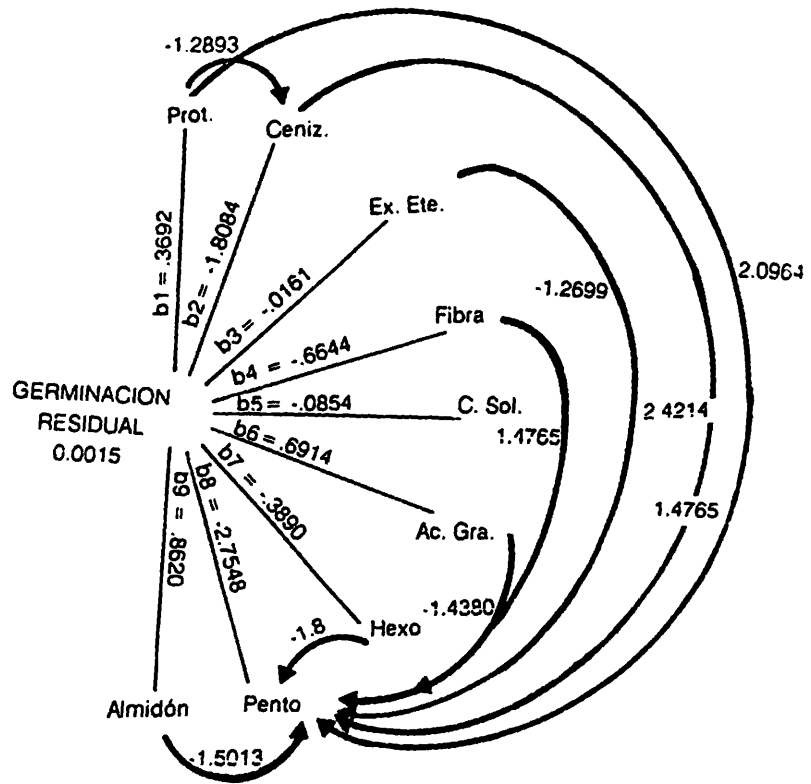 -1.2893
Prot.
Ceniz.
Ex. Ete.
2.0964
-1.2699
Fibra
b1 = .3692
b2 = -1.8084
b3 = -.0161
b4 = -.6644
GERMINACION
RESIDUAL
0.0015
b5 = -.0854
C. Sol.
2.4214
1.4765
b6 = .6914
b7 = -.3890
b8 = -2.7548
b9 = .8620
1.4765
Ac. Gra.
-1.4380
Hexo
-1.8
Almidón
Pento
-1.5013